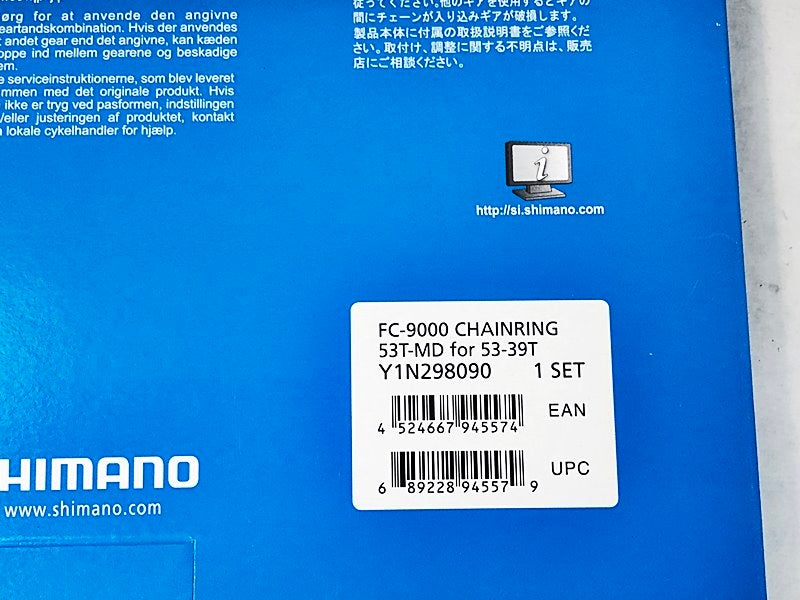 ørg for at anvende den angivne
eartandskombination. Hvis der anvendes
t andet gear end det angivne, kan kæden
oppe ind mellem gearene og beskadige
em.
e serviceinstruktionerne, som blev leveret
mmen med det originale produkt. Hvis
ikke er tryg ved pasformen, indstillingen
/eller justeringen af produktet, kontakt
lokale cykelhandler for hjælp.
従ってください。他のギアを使用するとギアの
間にチェーンが入り込みギアが破損します。
製品本体に付属の取扱説明書をご参照くだ
さい。取付け、調整に関する不明点は、販売
店にご相談ください。
i
http://si.shimano.com
FC-9000 CHAINRING
53T-MD for 53-39T
Y1N298090 1 SET
EAN
4 524667 945574
UPC
6 89228 94557 9
HIMANO
www.shimano.com